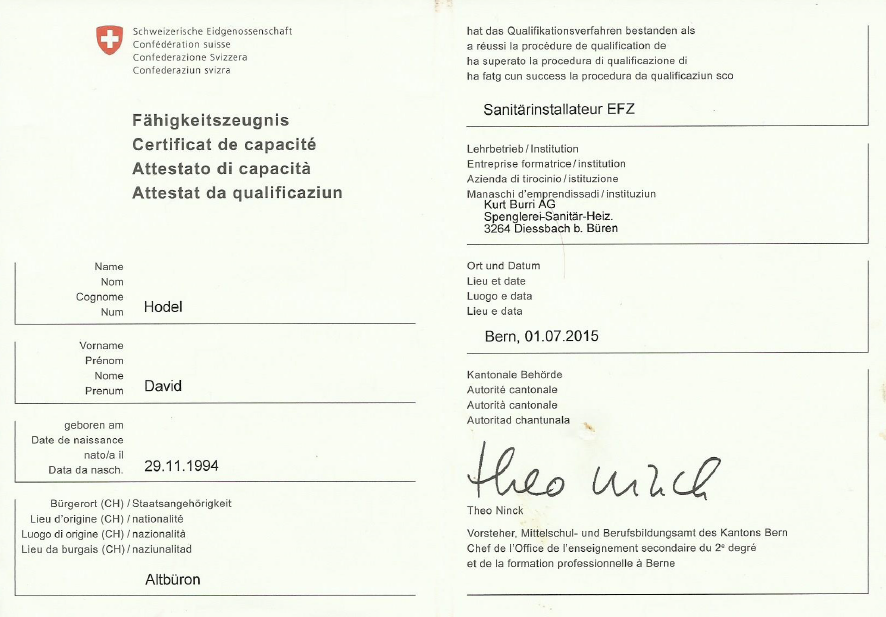 Schweizerische Eidgenossenschaft
Confédération suisse
Confederazione Svizzera
Confederaziun svizra
Fähigkeitszeugnis
Certificat de capacité
Attestato di capacità
Attestat da qualificaziun
Name
Nom
Cognome
Num
Hodel
Vorname
Prénom
Nome
Prenum
David
geboren am
Date de naissance
nato/a il
Data da nasch.
29.11.1994
Bürgerort (CH) / Staatsangehörigkeit
Lieu d'origine (CH) / nationalité
Luogo di origine (CH) / nazionalità
Lieu da burgais (CH) / naziunalitad
Altbüron
hat das Qualifikationsverfahren bestanden als
a réussi la procédure de qualification de
ha superato la procedura di qualificazione di
ha fatg cun success la procedura da qualificaziun sco
Sanitärinstallateur EFZ
Lehrbetrieb / Institution
Entreprise formatrice / institution
Azienda di tirocinio / istituzione
Manaschi d'emprendissadi / instituziun
Kurt Burri AG
Spenglerei-Sanitär-Heiz.
3264 Diessbach b. Büren
Ort und Datum
Lieu et date
Luogo e data
Lieu e data
Bern, 01.07.2015
Kantonale Behörde
Autorité cantonale
Autorità cantonale
Autoritad chantunala
Theo Ninck
Theo Ninck
Vorsteher, Mittelschul- und Berufsbildungsamt des Kantons Bern
Chef de l'Office de l'enseignement secondaire du 2e degré
et de la formation professionnelle à Berne